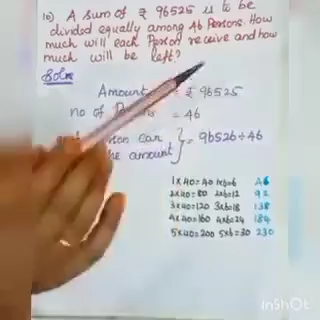 10) A sum of ₹ 96525 is to be
divided equally among 46 Persons. How
much will each Person receive and how
much will be left?
Soln
Amount = ₹ 96525
no of = 46
can } = 96526÷46
amount
1x40=40 1x6=6 46
2x40=80 2x6=12 92
3x40=120 3x6=18 138
4x40=160 4x6=24 184
5x40=200 5x6=30 230
InShOt